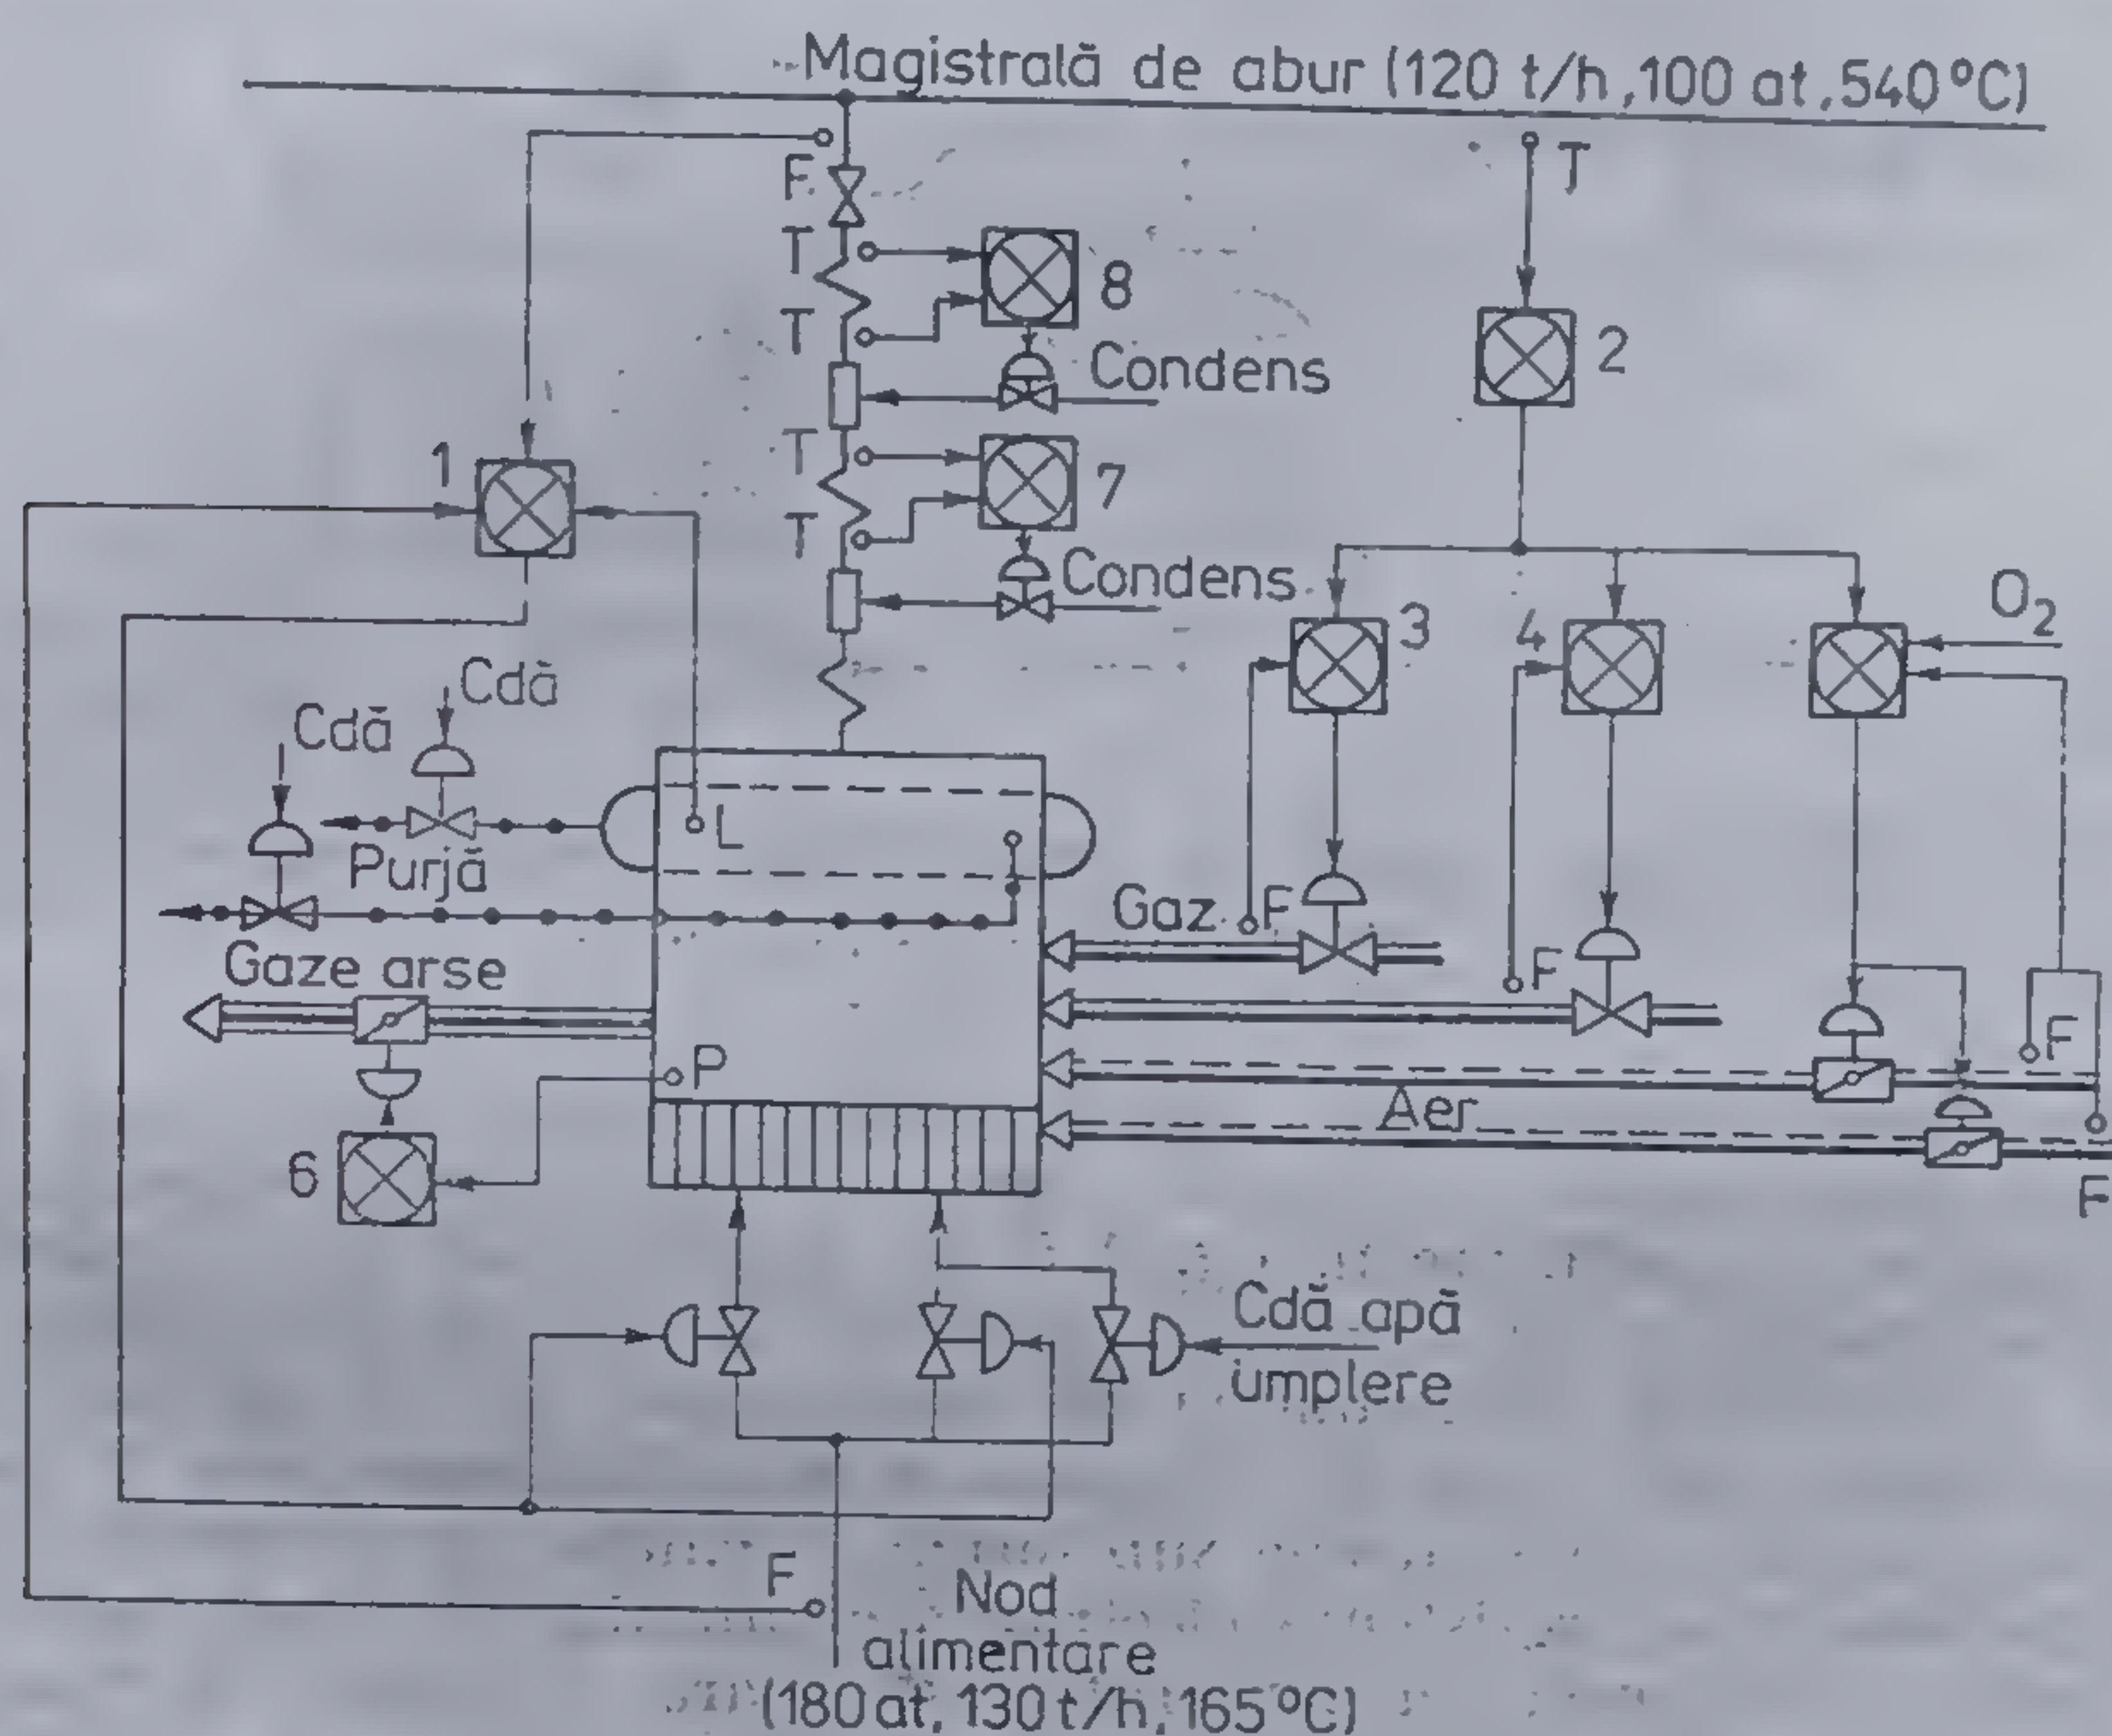 Magistrală de abur (120 t/h, 100 at, 540°C)
F
T
T
8
Condens
T
T
7
Condens
J
2
1
3
4
O2
Cdă
Cdă
Purjă
L
Gaz
F
F
F
F
Gaze arse
P
Aer
6
Cdă apă
umplere
F
Nod
alimentare
(180 at, 130 t/h, 165°C)